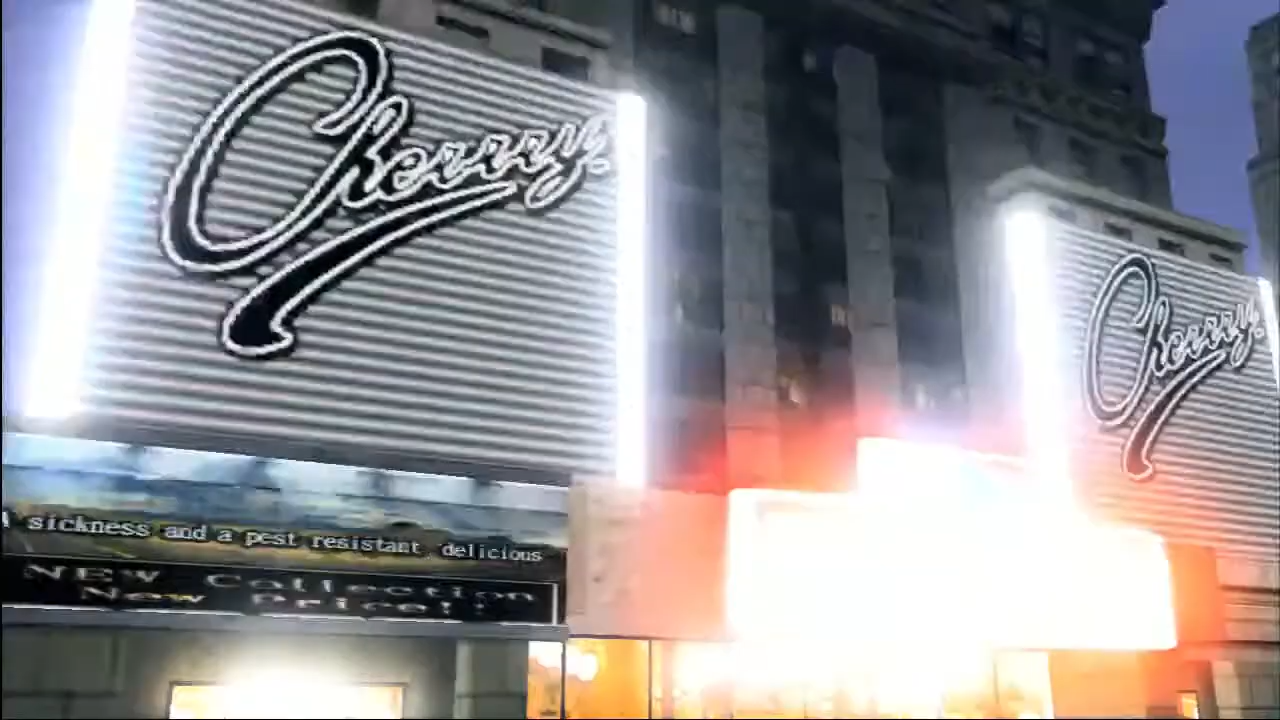 Cherry.
A sickness and a pest resistant, delicious
NEW Collection
New Price!!
Cherry.